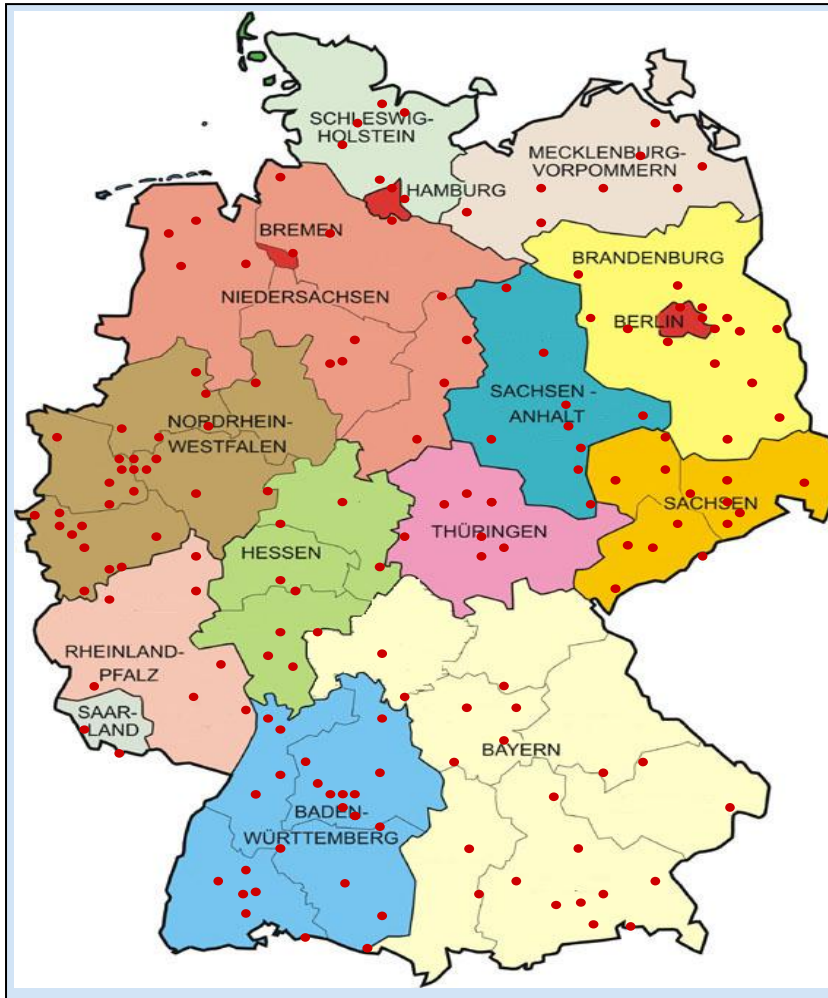 SCHLESWIG-
HOLSTEIN
MECKLENBURG-
VORPOMMERN
HAMBURG
BREMEN
BRANDENBURG
NIEDERSACHSEN
BERLIN
SACHSEN -
ANHALT
NORDRHEIN-
WESTFALEN
SACHSEN
THÜRINGEN
HESSEN
RHEINLAND-
PFALZ
SAAR-
LAND
BAYERN
BADEN-
WÜRTTEMBERG